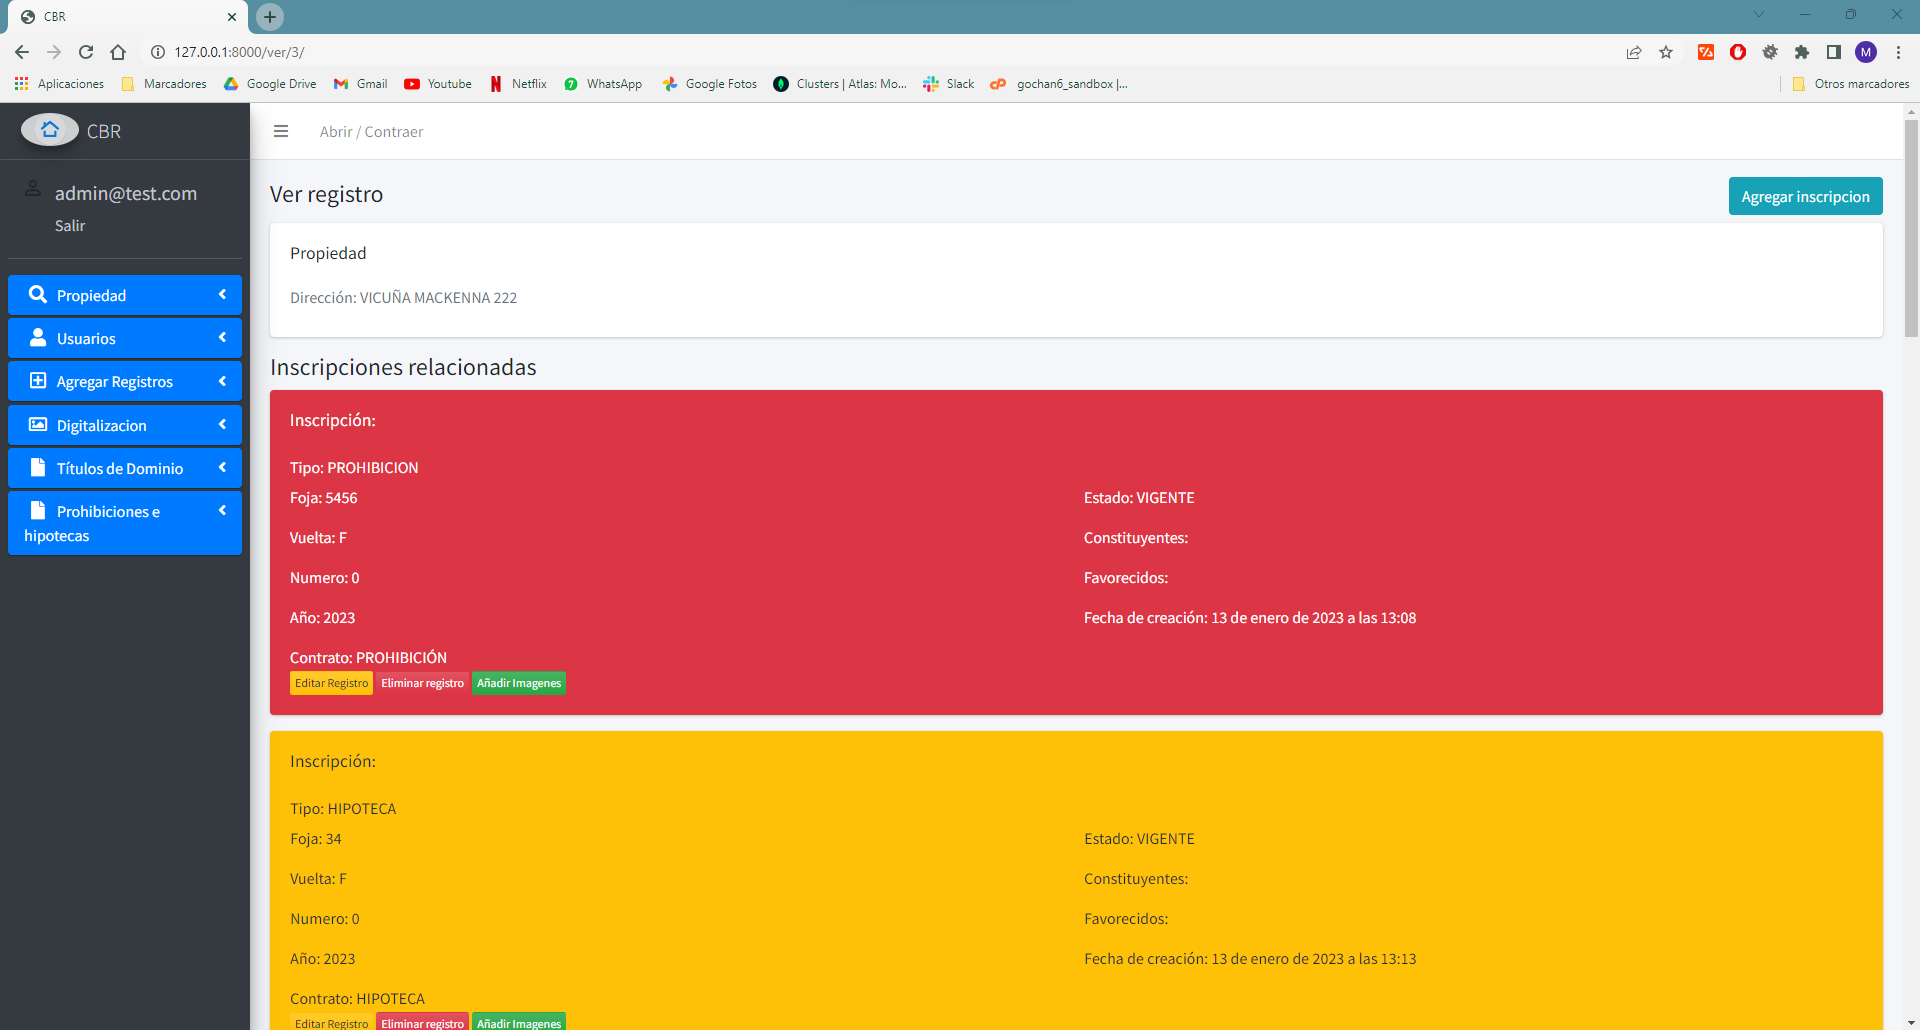 CBR
127.0.0.1:8000/ver/3/
M
Aplicaciones
Marcadores
Google Drive
Gmail
Youtube
Netflix
WhatsApp
Google Fotos
Clusters | Atlas: Mo...
Slack
gochan6_sandbox |...
Otros marcadores
CBR
Abrir / Contraer
admin@test.com
Salir
Propiedad
Usuarios
Agregar Registros
Digitalizacion
Títulos de Dominio
Prohibiciones e
hipotecas
Ver registro
Agregar inscripcion
Propiedad
Dirección: VICUÑA MACKENNA 222
Inscripciones relacionadas
Inscripción:
Tipo: PROHIBICION
Foja: 5456
Estado: VIGENTE
Vuelta: F
Constituyentes:
Numero: 0
Favorecidos:
Año: 2023
Fecha de creación: 13 de enero de 2023 a las 13:08
Contrato: PROHIBICIÓN
Editar Registro
Eliminar registro
Añadir Imagenes
Inscripción:
Tipo: HIPOTECA
Foja: 34
Estado: VIGENTE
Vuelta: F
Constituyentes:
Numero: 0
Favorecidos:
Año: 2023
Fecha de creación: 13 de enero de 2023 a las 13:13
Contrato: HIPOTECA
Editar Registro
Eliminar registro
Añadir Imagenes